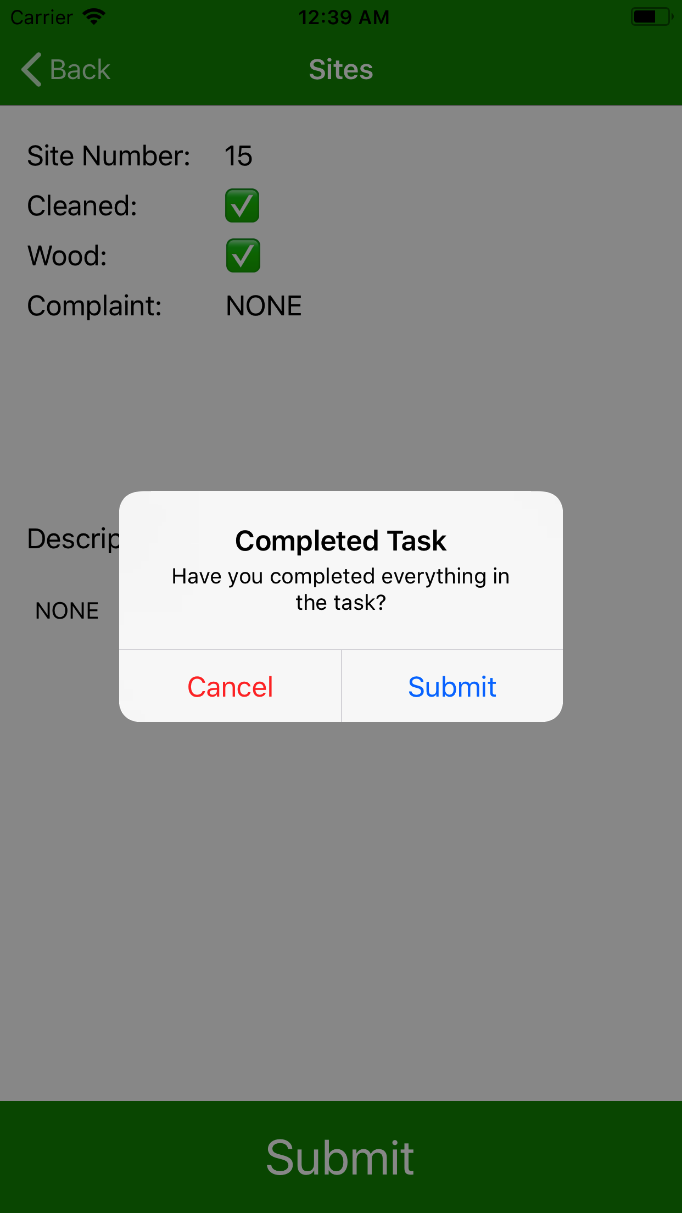 Carrier 12:39 AM
Back Sites
Site Number: 15
Cleaned:
Wood:
Complaint: NONE
Descrip
Completed Task
Have you completed everything in
the task?
NONE
Cancel Submit
Submit